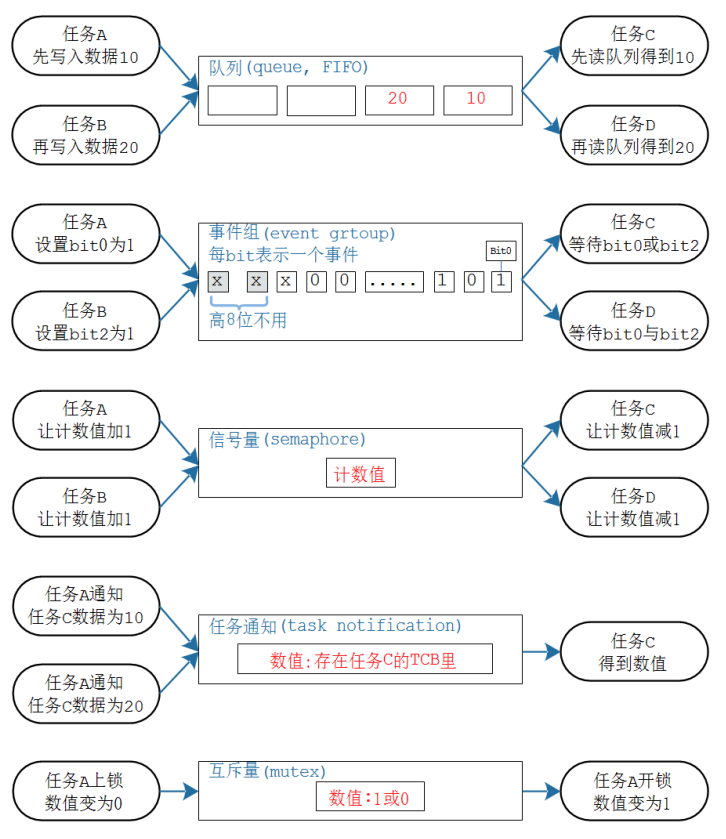 任务A
先写入数据10
任务B
再写入数据20
队列(queue, FIFO)
20
10
任务C
先读队列得到10
任务D
再读队列得到20
任务A
设置bit0为1
任务B
设置bit2为1
事件组(event grtoup)
每bit表示一个事件
Bit0
x x x 0 0 ..... 1 0 1
高8位不用
任务C
等待bit0或bit2
任务D
等待bit0与bit2
任务A
让计数值加1
任务B
让计数值加1
信号量(semaphore)
计数值
任务C
让计数值减1
任务D
让计数值减1
任务A通知
任务C数据为10
任务A通知
任务C数据为20
任务通知(task notification)
数值:存在任务C的TCB里
任务C
得到数值
任务A上锁
数值变为0
互斥量(mutex)
数值:1或0
任务A开锁
数值变为1